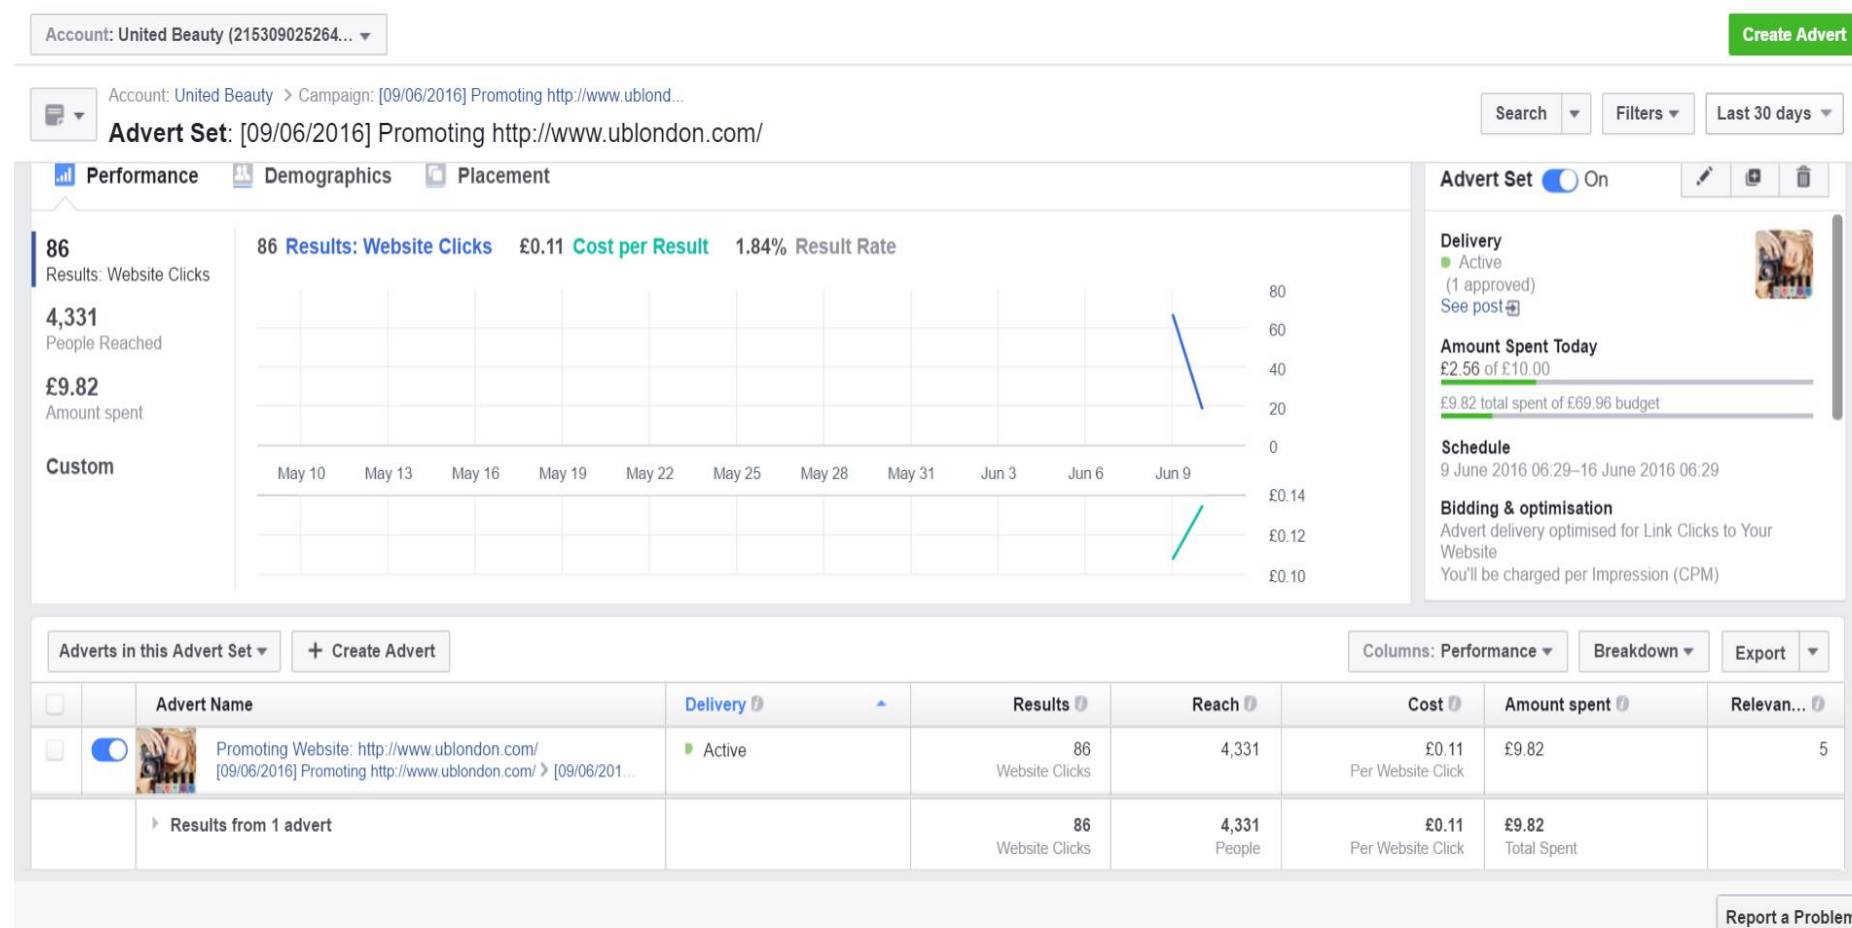 Account: United Beauty (215309025264...
Create Advert
Account: United Beauty > Campaign: [09/06/2016] Promoting http://www.ublond...
Advert Set: [09/06/2016] Promoting http://www.ublondon.com/
Search
Filters
Last 30 days
Performance
Demographics
Placement
86
Results: Website Clicks
4,331
People Reached
£9.82
Amount spent
Custom
86 Results: Website Clicks £0.11 Cost per Result 1.84% Result Rate
80
60
40
20
0
May 10 May 13 May 16 May 19 May 22 May 25 May 28 May 31 Jun 3 Jun 6 Jun 9
£0.14
£0.12
£0.10
Advert Set On
Delivery
Active
(1 approved)
See post
Amount Spent Today
£2.56 of £10.00
£9.82 total spent of £69.96 budget
Schedule
9 June 2016 06:29–16 June 2016 06:29
Bidding & optimisation
Advert delivery optimised for Link Clicks to Your
Website
You'll be charged per Impression (CPM)
Adverts in this Advert Set
+ Create Advert
Columns: Performance
Breakdown
Export
Advert Name Delivery Results Reach Cost Amount spent Relevan...
Promoting Website: http://www.ublondon.com/ Active 86 4,331 £0.11 £9.82 5
[09/06/2016] Promoting http://www.ublondon.com/ > [09/06/201... Website Clicks Per Website Click
Results from 1 advert 86 4,331 £0.11 £9.82
Website Clicks People Per Website Click Total Spent
Report a Problem